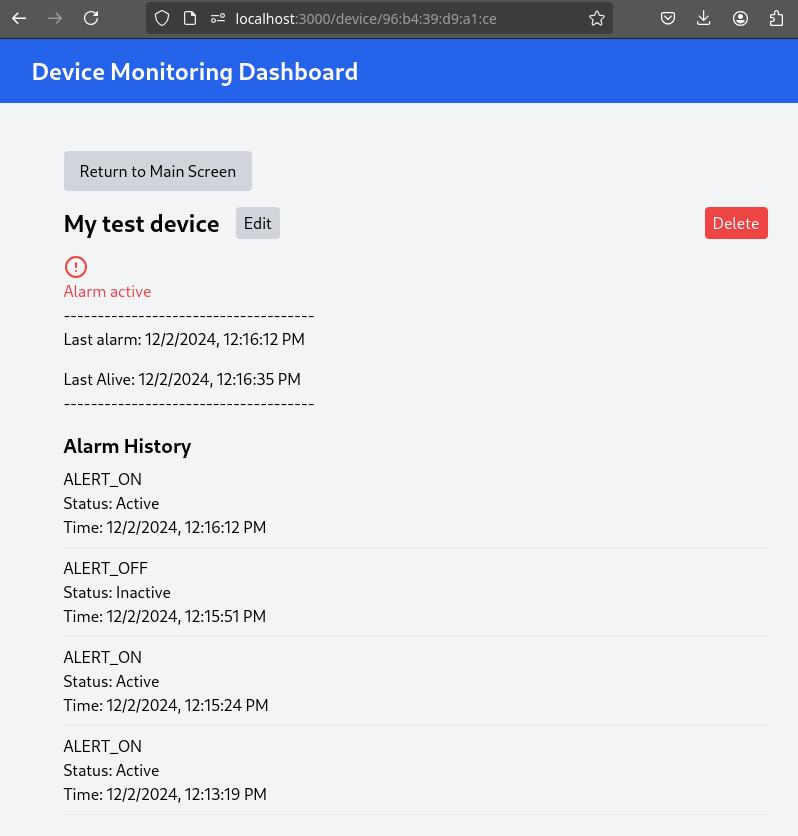 localhost:3000/device/96:b4:39:d9:a1:ce
Device Monitoring Dashboard
Return to Main Screen
My test device Edit Delete
Alarm active
------------------------------------
Last alarm: 12/2/2024, 12:16:12 PM
Last Alive: 12/2/2024, 12:16:35 PM
------------------------------------
Alarm History
ALERT_ON
Status: Active
Time: 12/2/2024, 12:16:12 PM
ALERT_OFF
Status: Inactive
Time: 12/2/2024, 12:15:51 PM
ALERT_ON
Status: Active
Time: 12/2/2024, 12:15:24 PM
ALERT_ON
Status: Active
Time: 12/2/2024, 12:13:19 PM